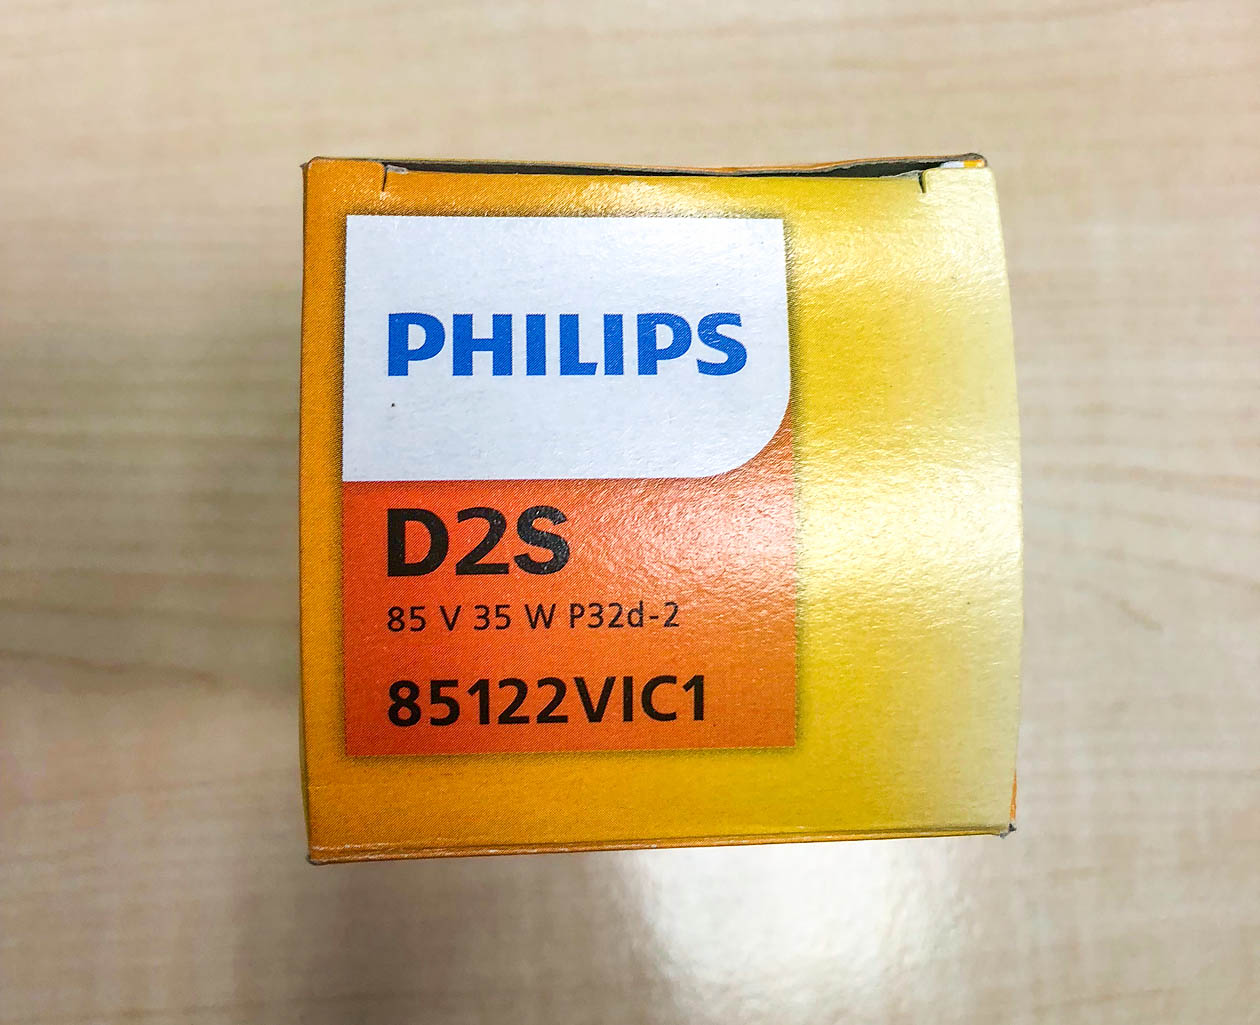 PHILIPS
D2S
85 V 35 W P32d-2
85122VIC1